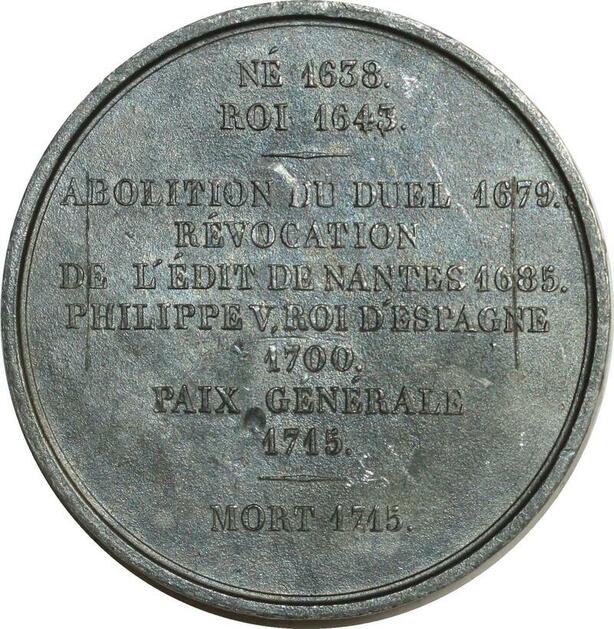 NÉ 1638.
ROI 1643.
ABOLITION DU DUEL 1679.
RÉVOCATION
DE L'ÉDIT DE NANTES 1685.
PHILIPPE V, ROI D'ESPAGNE
1700.
PAIX GÉNÉRALE
1715.
MORT 1715.